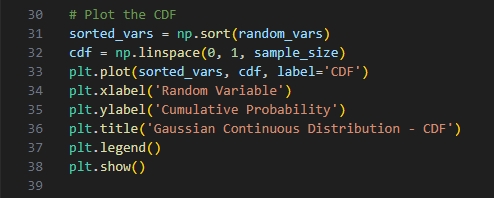 30 # Plot the CDF
31 sorted_vars = np.sort(random_vars)
32 cdf = np.linspace(0, 1, sample_size)
33 plt.plot(sorted_vars, cdf, label='CDF')
34 plt.xlabel('Random Variable')
35 plt.ylabel('Cumulative Probability')
36 plt.title('Gaussian Continuous Distribution - CDF')
37 plt.legend()
38 plt.show()
39